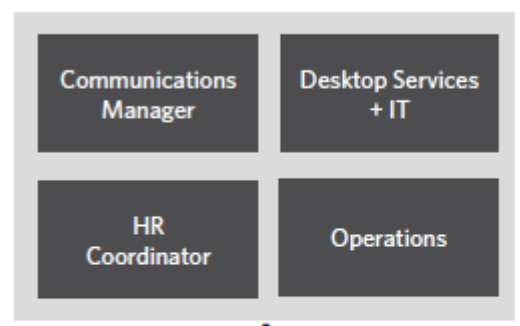 Communications
Manager
Desktop Services
+ IT
HR
Coordinator
Operations